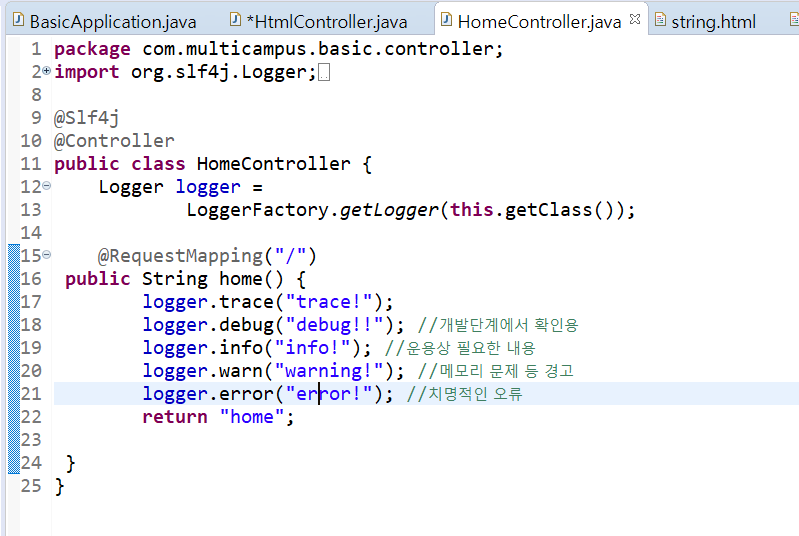 BasicApplication.java *HtmlController.java HomeController.java string.html
1 package com.multicampus.basic.controller;
2 import org.slf4j.Logger;
8
9 @Slf4j
10 @Controller
11 public class HomeController {
12 Logger logger =
13 LoggerFactory.getLogger(this.getClass());
14
15 @RequestMapping("/")
16 public String home() {
17 logger.trace("trace!");
18 logger.debug("debug!!"); //개발단계에서 확인용
19 logger.info("info!"); //운용상 필요한 내용
20 logger.warn("warning!"); //메모리 문제 등 경고
21 logger.error("error!"); //치명적인 오류
22 return "home";
23
24 }
25 }